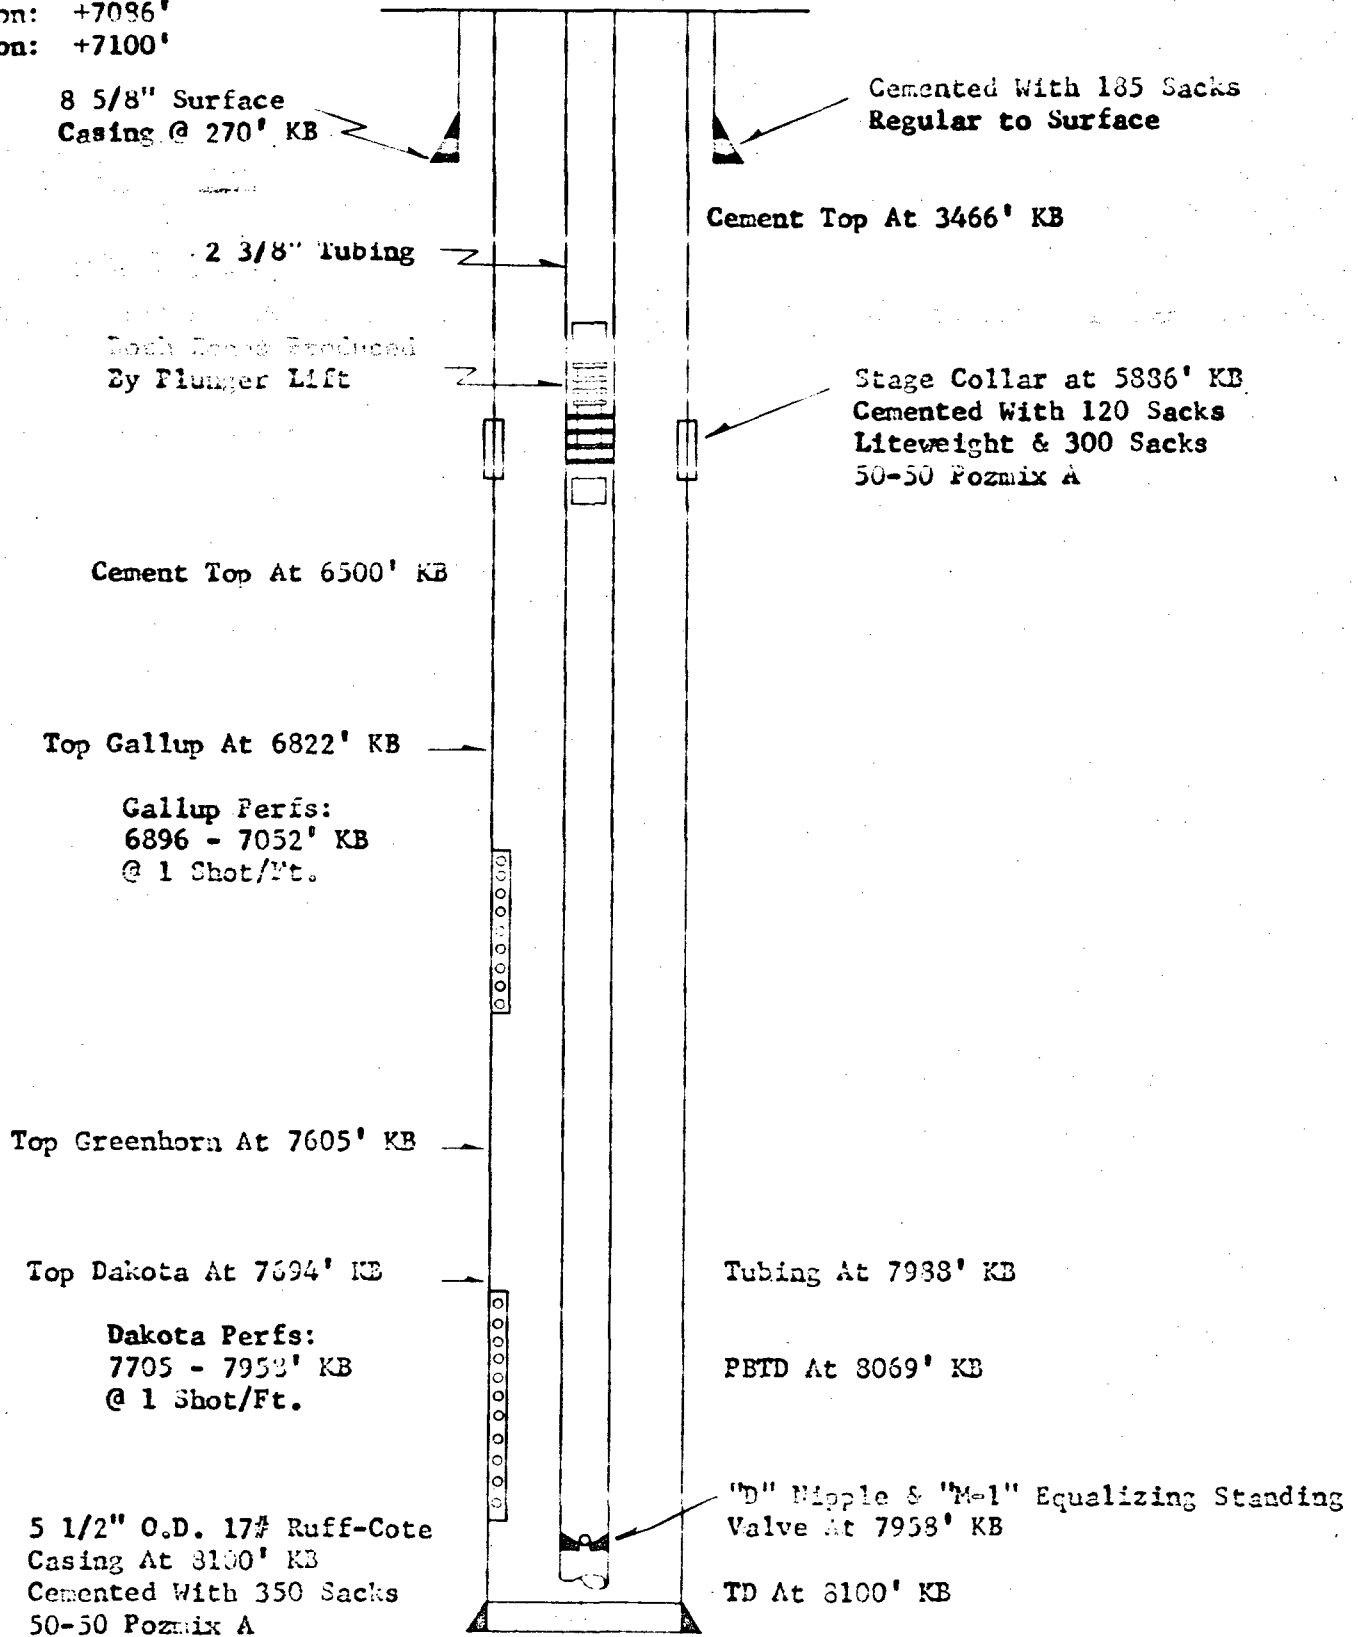 on: +7086'
on: +7100'
8 5/8" Surface
Casing @ 270' KB
Cemented With 185 Sacks
Regular to Surface
Cement Top At 3466' KB
2 3/8" Tubing
Both Zones Produced
By Plunger Lift
Stage Collar at 5886' KB
Cemented With 120 Sacks
Liteweight & 300 Sacks
50-50 Pozmix A
Cement Top At 6500' KB
Top Gallup At 6822' KB
Gallup Perfs:
6896 - 7052' KB
@ 1 Shot/Ft.
Top Greenhorn At 7605' KB
Top Dakota At 7694' KB
Dakota Perfs:
7705 - 7958' KB
@ 1 Shot/Ft.
Tubing At 7988' KB
PBTD At 8069' KB
"D" Nipple & "M-1" Equalizing Standing
Valve At 7958' KB
5 1/2" O.D. 17# Ruff-Cote
Casing At 8100' KB
Cemented With 350 Sacks
50-50 Pozmix A
TD At 8100' KB